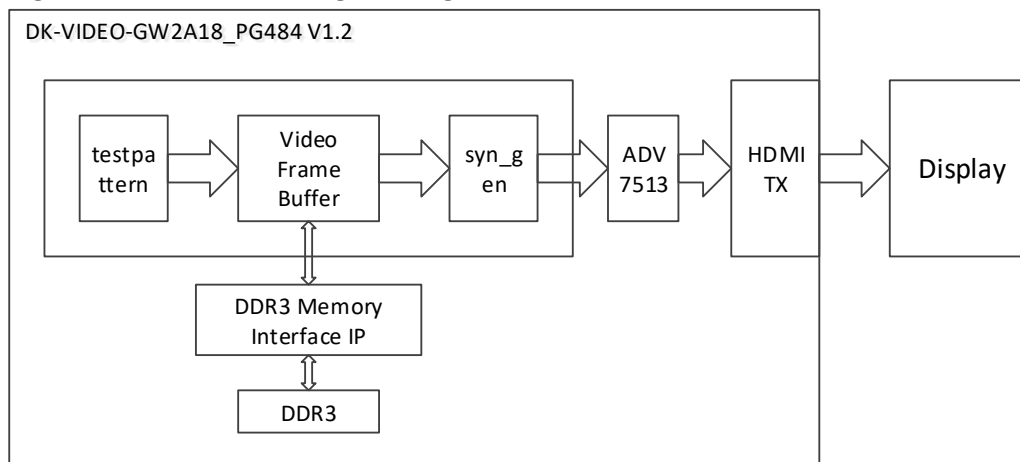 DK-VIDEO-GW2A18_PG484 V1.2
testpa
ttern
Video
Frame
Buffer
syn_g
en
ADV
7513
HDMI
TX
Display
DDR3 Memory
Interface IP
DDR3